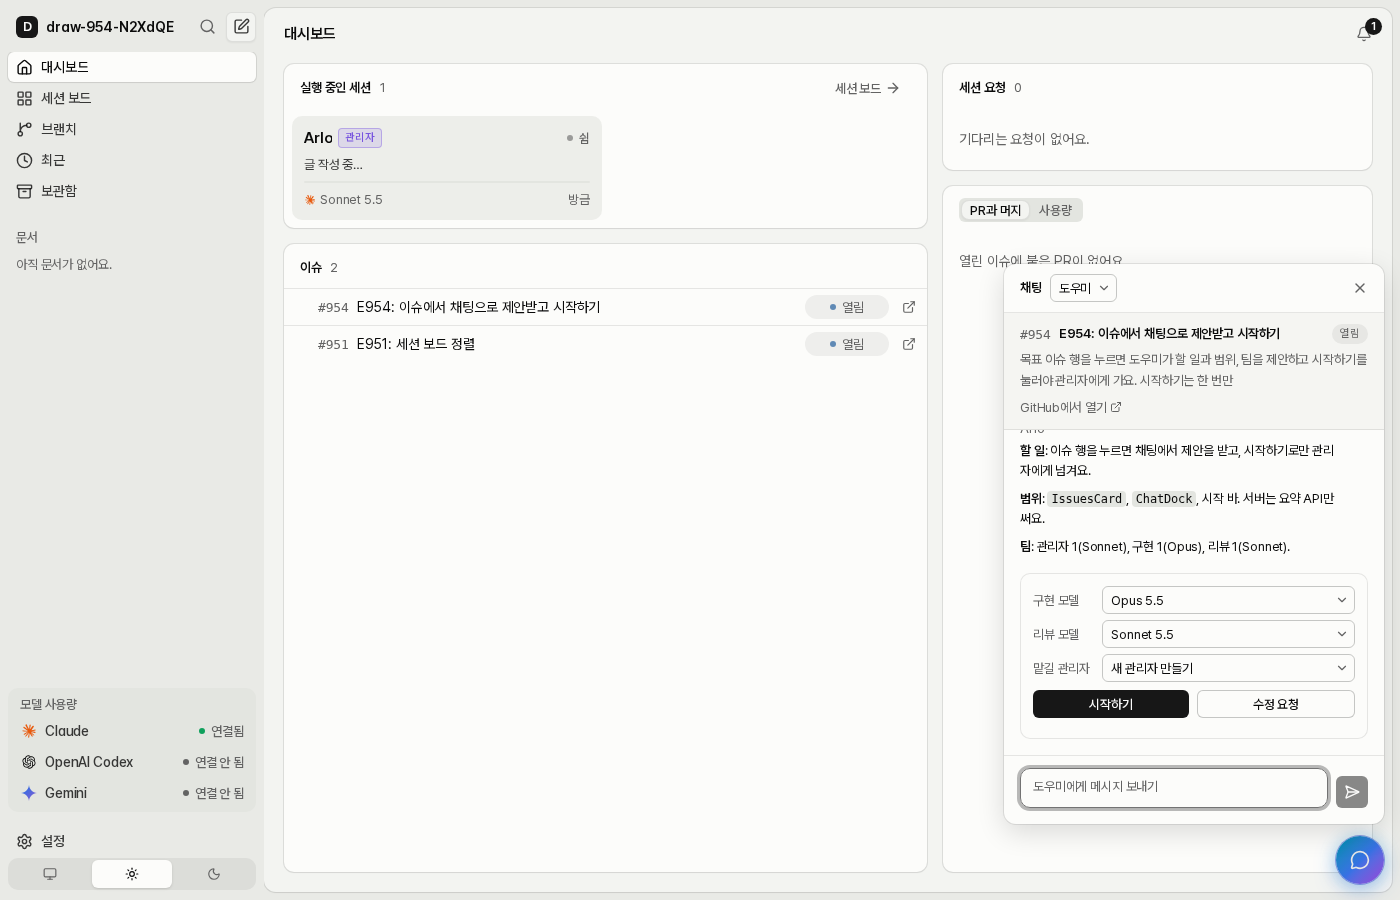 D draw-954-N2XdQE
대시보드
세션 보드
브랜치
최근
보관함
문서
아직 문서가 없어요.
모델 사용량
Claude 연결됨
OpenAI Codex 연결 안 됨
Gemini 연결 안 됨
설정
대시보드
1
실행 중인 세션 1 세션 보드
Arlo 관리자 쉼
글 작성 중…
Sonnet 5.5 방금
이슈 2
#954 E954: 이슈에서 채팅으로 제안받고 시작하기 열림
#951 E951: 세션 보드 정렬 열림
세션 요청 0
기다리는 요청이 없어요.
PR과 머지 사용량
열린 이슈에 붙은 PR이 없어요
채팅 도우미
#954 E954: 이슈에서 채팅으로 제안받고 시작하기 열림
목표 이슈 행을 누르면 도우미가 할 일과 범위, 팀을 제안하고 시작하기를
눌러야 관리자에게 가요. 시작하기는 한 번만
GitHub에서 열기
할 일: 이슈 행을 누르면 채팅에서 제안을 받고, 시작하기로만 관리
자에게 넘겨요.
범위: IssuesCard, ChatDock, 시작 바. 서버는 요약 API만
써요.
팀: 관리자 1(Sonnet), 구현 1(Opus), 리뷰 1(Sonnet).
구현 모델 Opus 5.5
리뷰 모델 Sonnet 5.5
맡길 관리자 새 관리자 만들기
시작하기 수정 요청
도우미에게 메시지 보내기